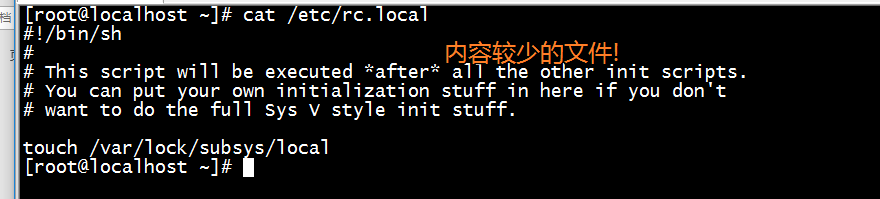 档
[root@localhost ~]# cat /etc/rc.local
#!/bin/sh
#
内容较少的文件!
# This script will be executed *after* all the other init scripts.
# You can put your own initialization stuff in here if you don't
# want to do the full Sys V style init stuff.
touch /var/lock/subsys/local
[root@localhost ~]#